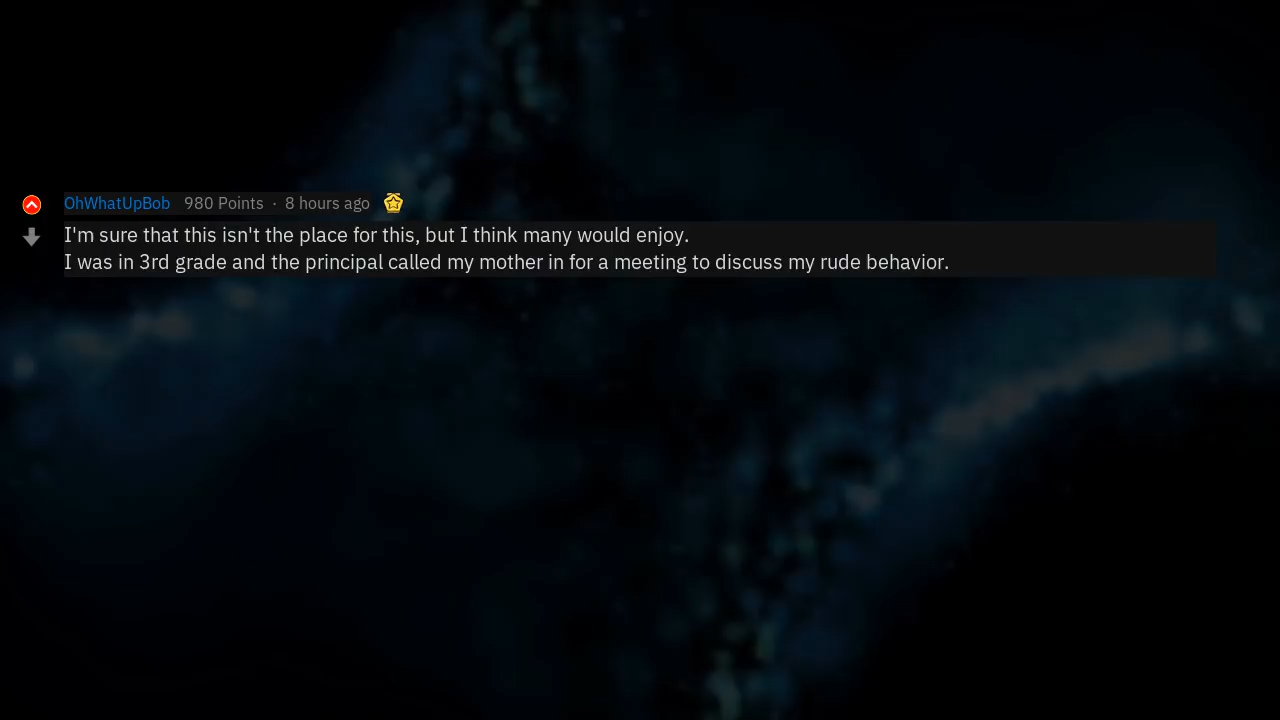 OhWhatUpBob 980 Points · 8 hours ago
I'm sure that this isn't the place for this, but I think many would enjoy.
I was in 3rd grade and the principal called my mother in for a meeting to discuss my rude behavior.